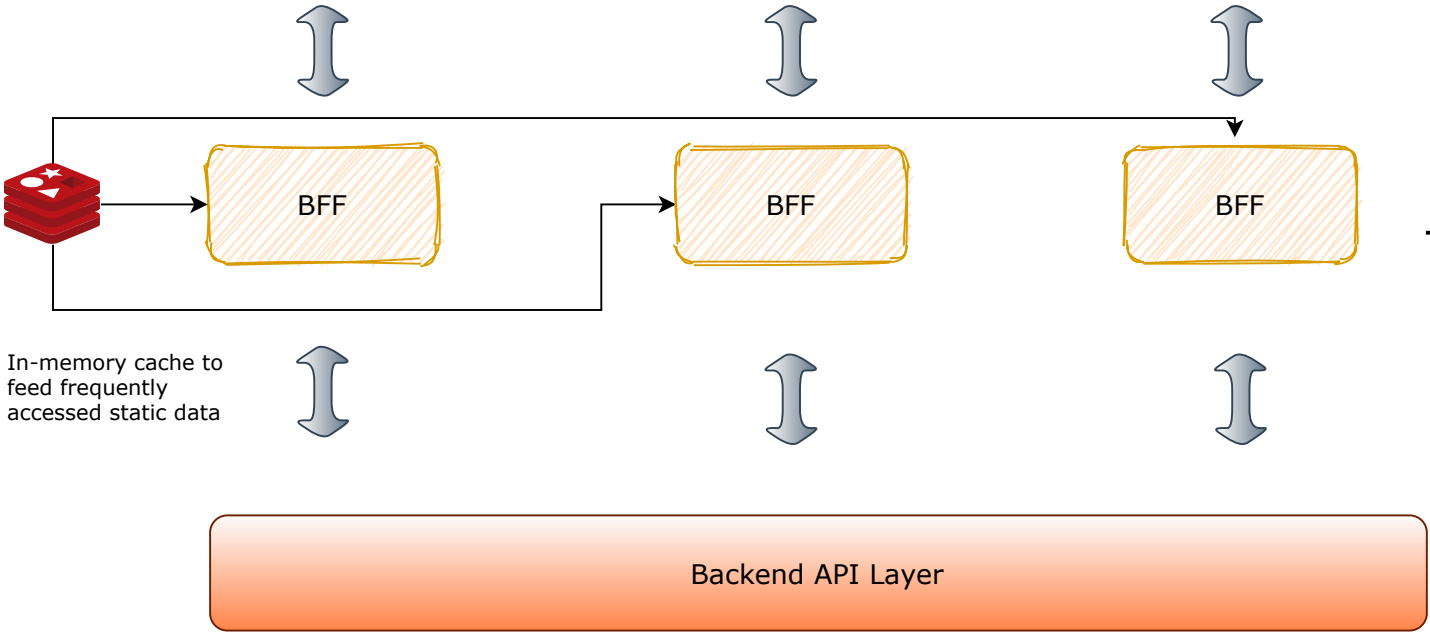 BFF
BFF
BFF
In-memory cache to
feed frequently
accessed static data
Backend API Layer